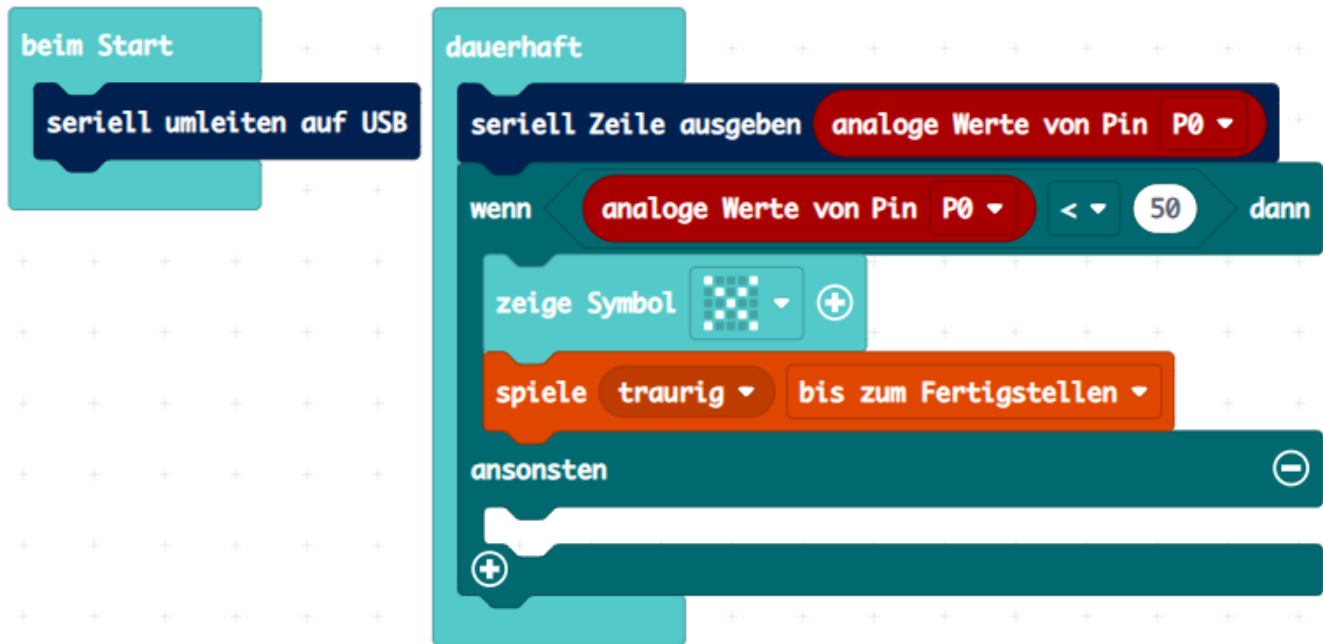 beim Start
seriell umleiten auf USB
dauerhaft
seriell Zeile ausgeben analoge Werte von Pin P0
wenn analoge Werte von Pin P0 < 50 dann
zeige Symbol
spiele traurig bis zum Fertigstellen
ansonsten